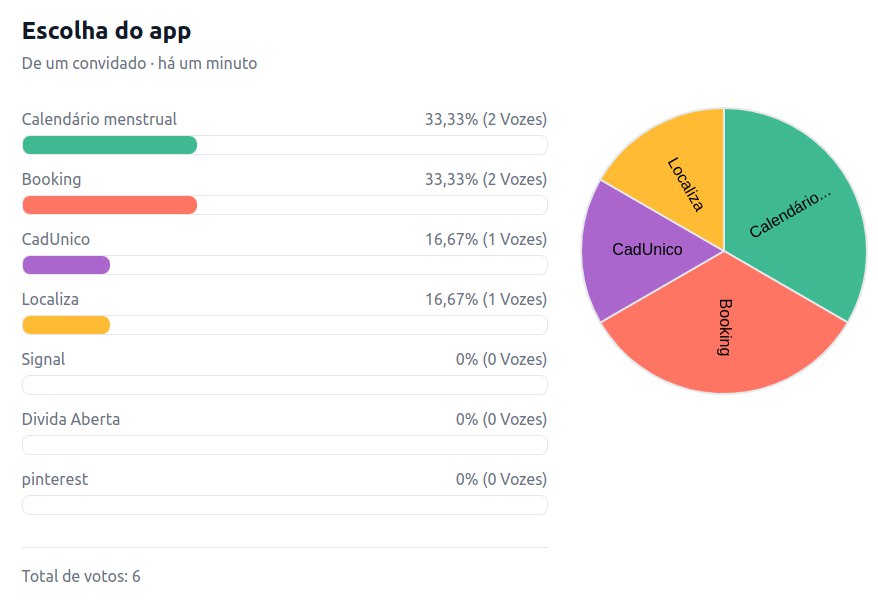 Escolha do app
De um convidado · há um minuto
Calendário menstrual 33,33% (2 Vozes)
Booking 33,33% (2 Vozes)
CadUnico 16,67% (1 Vozes)
Localiza 16,67% (1 Vozes)
Signal 0% (0 Vozes)
Divida Aberta 0% (0 Vozes)
pinterest 0% (0 Vozes)
Total de votos: 6
Calendário...
Booking
CadUnico
Localiza